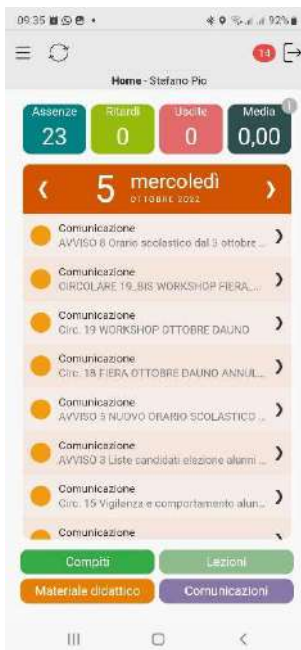 09:35
92%
14
Home - Stefano Pio
Assenze Ritardi Uscite Media
23 0 0 0,00
5 mercoledì
OTTOBRE 2022
Comunicazione
AVVISO 8 Orario scolastico dal 3 ottobre ...
Comunicazione
CIRCOLARE 19_BIS WORKSHOP FIERA....
Comunicazione
Circ. 19 WORKSHOP OTTOBRE DAUNO
Comunicazione
Circ. 18 FIERA OTTOBRE DAUNO ANNUL...
Comunicazione
AVVISO 5 NUOVO ORARIO SCOLASTICO ...
Comunicazione
AVVISO 3 Liste candidati elezione alunni ...
Comunicazione
Circ. 15 Vigilanza e comportamento alun...
Comunicazione
Compiti Lezioni
Materiale didattico Comunicazioni